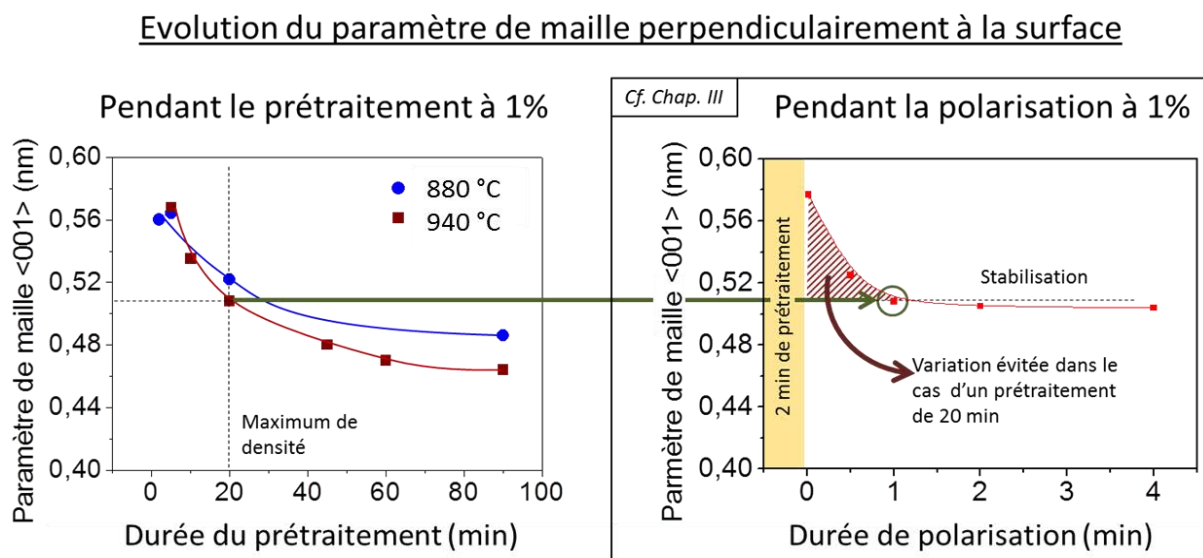 Evolution du paramètre de maille perpendiculairement à la surface
Pendant le prétraitement à 1%
Paramètre de maille <001> (nm)
0,60
0,56
0,52
0,48
0,44
0,40
880 °C
940 °C
Maximum de
densité
0
20
40
60
80
100
Durée du prétraitement (min)
Cf. Chap. III
Pendant la polarisation à 1%
Parmètre de maille <001> (nm)
0,60
0,56
0,52
0,48
0,44
0,40
2 min de prétraitement
Stabilisation
Variation évitée dans le
cas d'un prétraitement
de 20 min
0
1
2
3
4
Durée de polarisation (min)